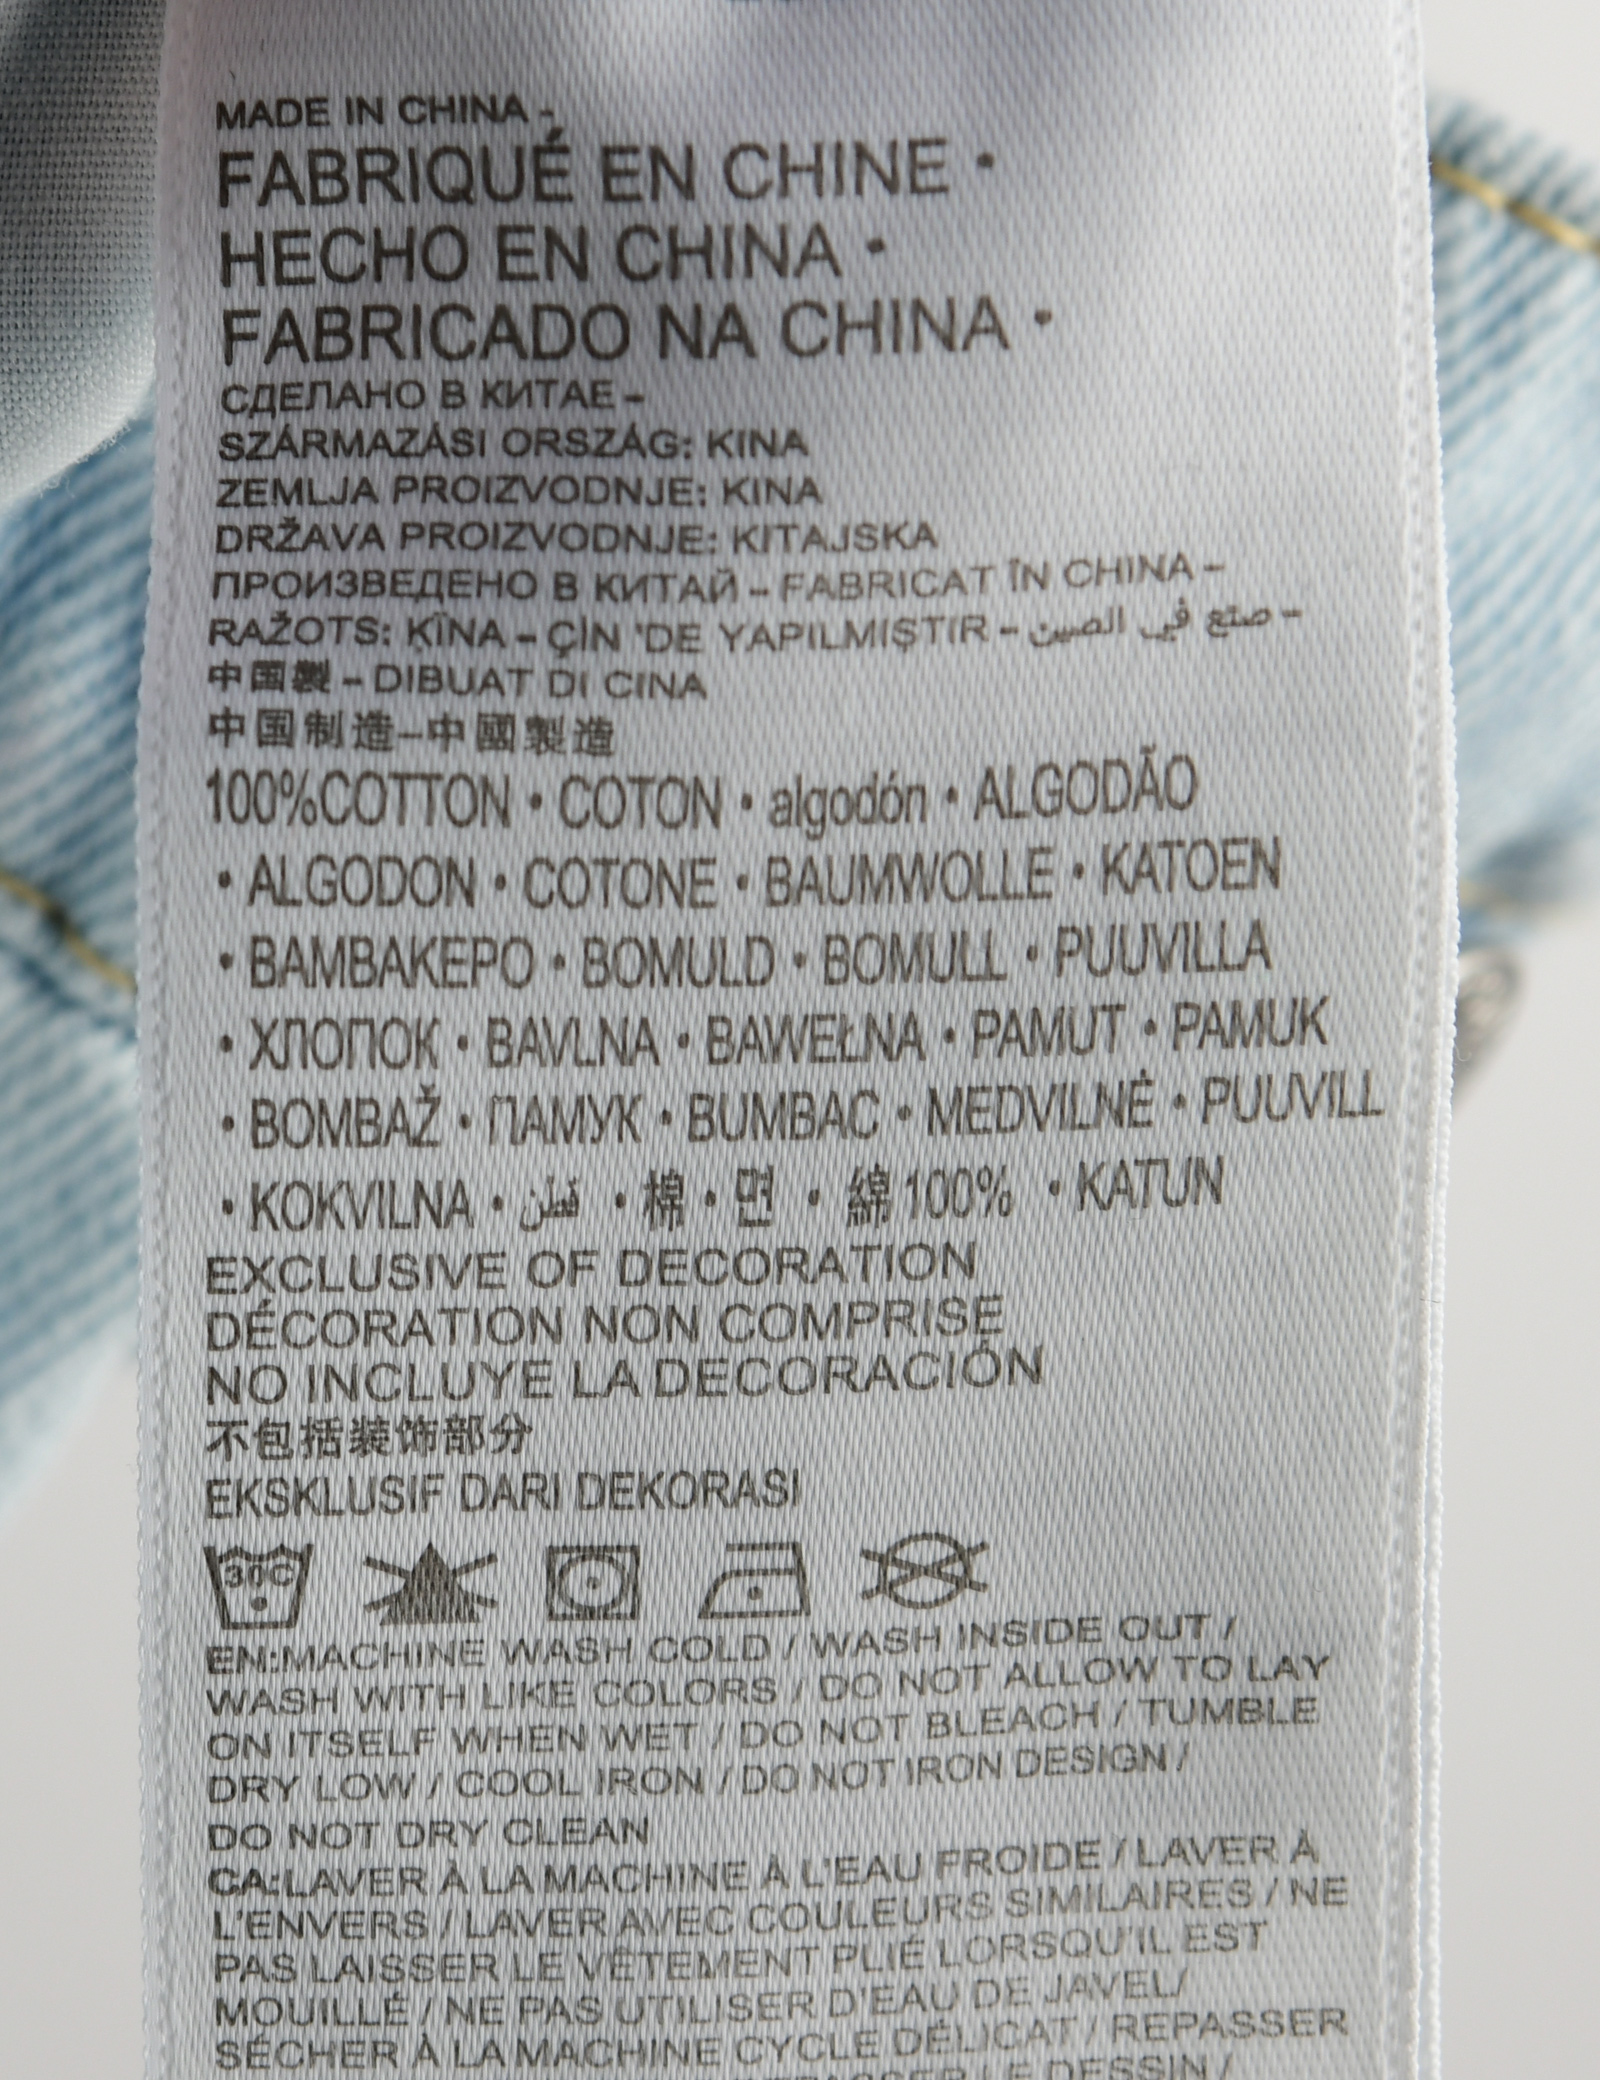 MADE IN CHINA -
FABRIQUÉ EN CHINE •
HECHO EN CHINA •
FABRICADO NA CHINA •
СДЕЛАНО В КИТАЕ –
SZÁRMAZÁSI ORSZÁG: KINA
ZEMLJA PROIZVODNJE: KINA
DRŽAVA PROIZVODNJE: KITAJSKA
ПРОИЗВЕДЕНО В КИТАЙ – FABRICAT ÎN CHINA –
RAŽOTS: ĶĪNA – ÇİN 'DE YAPILMIŞTIR – صنع في الصين –
中国製 – DIBUAT DI CINA
中国制造–中國製造
100%COTTON • COTON • algodón • ALGODÃO
• ALGODON • COTONE • BAUMWOLLE • KATOEN
• BAMBAKEPO • BOMULD • BOMULL • PUUVILLA
• ХЛОПОК • BAVLNA • BAWEŁNA • PAMUT • PAMUK
• BOMBAŽ • ПАМУК • BUMBAC • MEDVILNĖ • PUUVILL
• KOKVILNA • قطن • 棉 • 면 • 綿100% • KATUN
EXCLUSIVE OF DECORATION
DÉCORATION NON COMPRISE
NO INCLUYE LA DECORACIÓN
不包括装饰部分
EKSKLUSIF DARI DEKORASI
30C
EN:MACHINE WASH COLD / WASH INSIDE OUT /
WASH WITH LIKE COLORS / DO NOT ALLOW TO LAY
ON ITSELF WHEN WET / DO NOT BLEACH / TUMBLE
DRY LOW / COOL IRON / DO NOT IRON DESIGN /
DO NOT DRY CLEAN
CA:LAVER À LA MACHINE À L'EAU FROIDE / LAVER À
L'ENVERS / LAVER AVEC COULEURS SIMILAIRES / NE
PAS LAISSER LE VÊTEMENT PLIÉ LORSQU'IL EST
MOUILLÉ / NE PAS UTILISER D'EAU DE JAVEL/
SÉCHER À LA MACHINE CYCLE DÉLICAT / REPASSER
LE DESSIN /